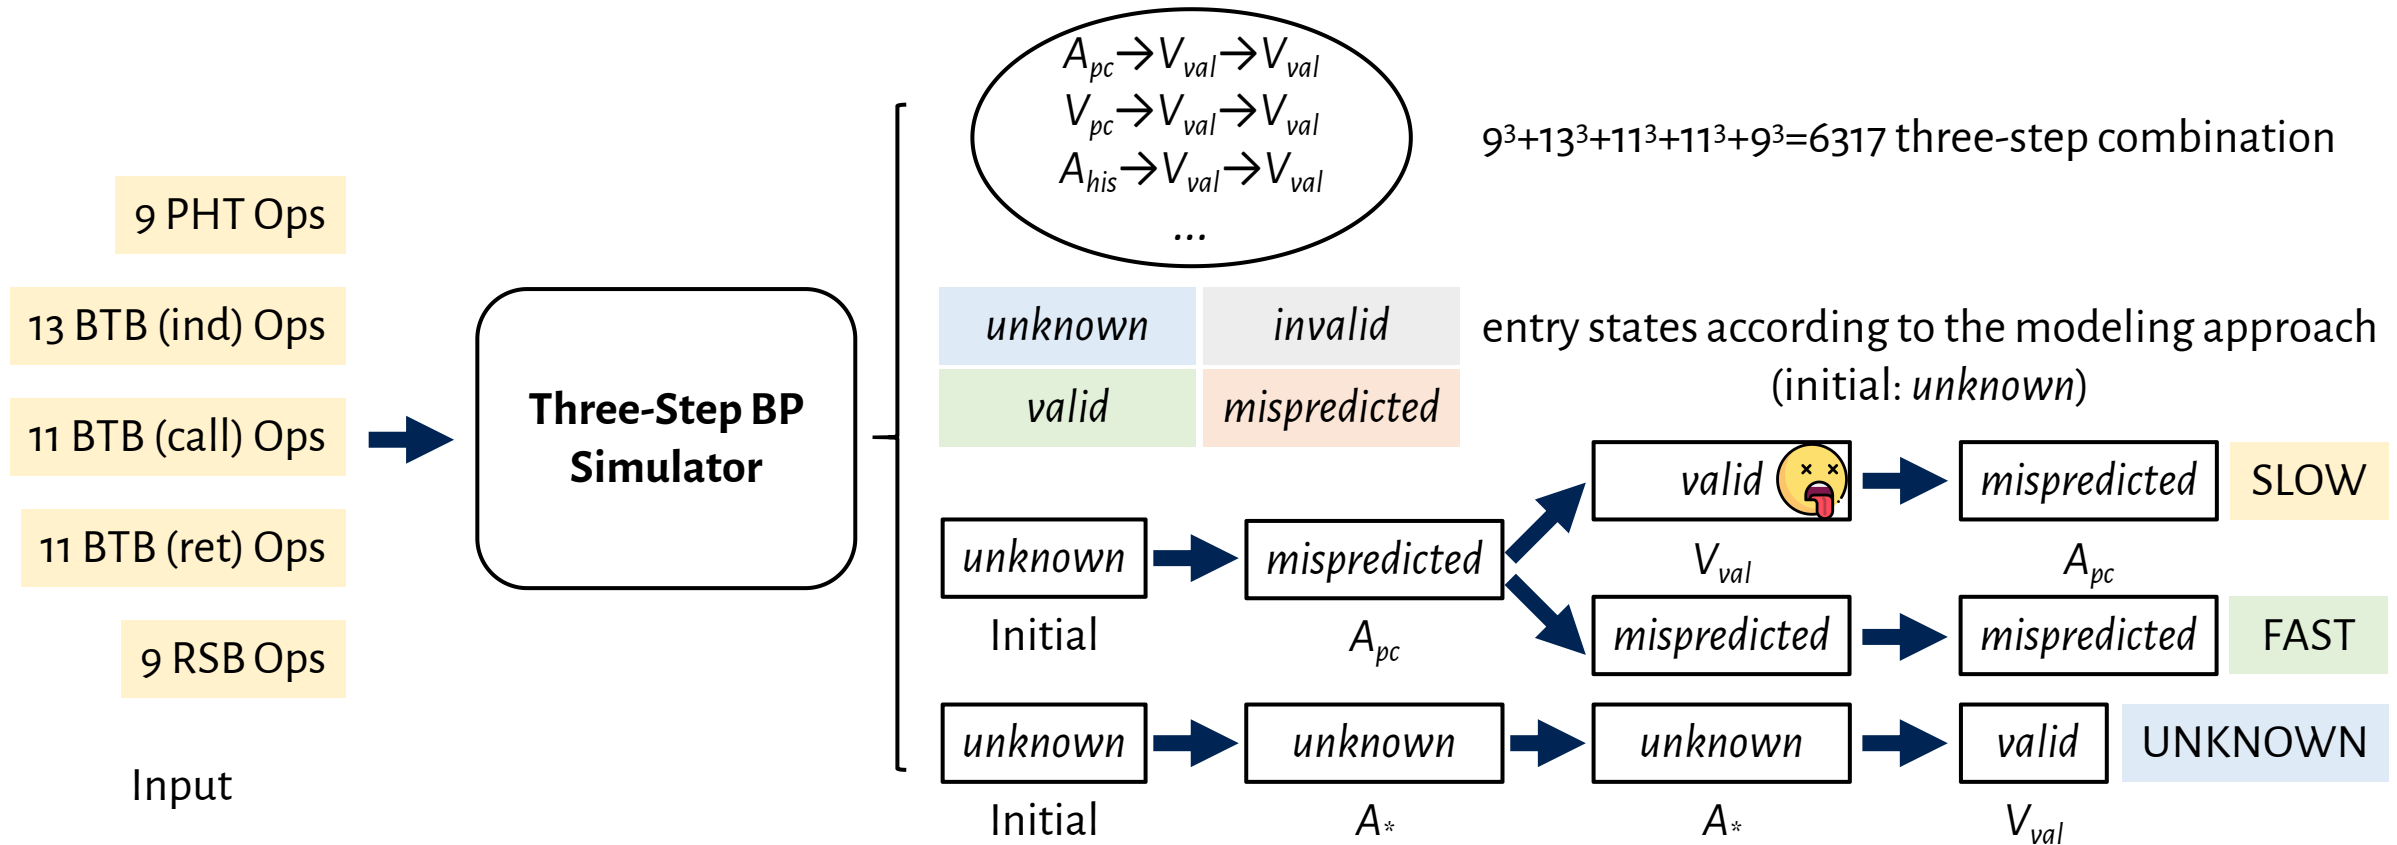 9 PHT Ops
13 BTB (ind) Ops
11 BTB (call) Ops
11 BTB (ret) Ops
9 RSB Ops
Input
Three-Step BP
Simulator
A_pc→V_val→V_val
V_pc→V_val→V_val
A_his→V_val→V_val
...
9³+13³+11³+11³+9³=6317 three-step combination
unknown invalid
valid mispredicted
entry states according to the modeling approach
(initial: unknown)
valid mispredicted SLOW
V_val A_pc
unknown mispredicted
Initial A_pc
mispredicted mispredicted FAST
unknown unknown unknown valid UNKNOWN
Initial A_* A_* V_val